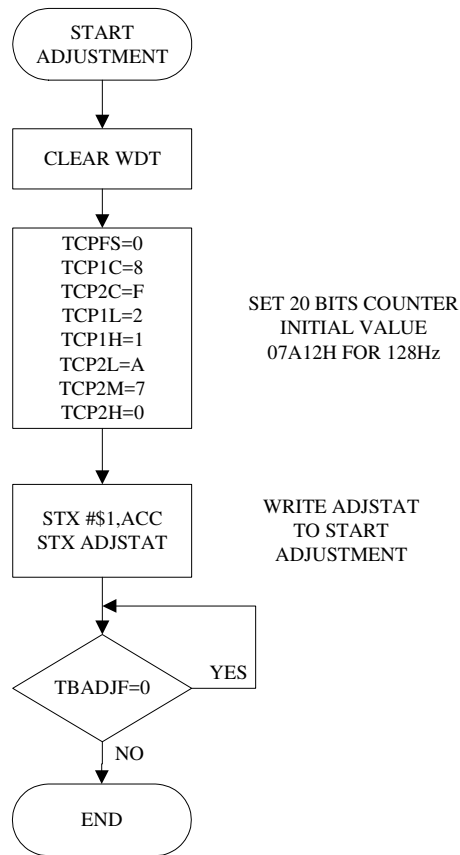 START
ADJUSTMENT
CLEAR WDT
TCPFS=0
TCP1C=8
TCP2C=F
TCP1L=2
TCP1H=1
TCP2L=A
TCP2M=7
TCP2H=0
SET 20 BITS COUNTER
INITIAL VALUE
07A12H FOR 128Hz
STX #$1,ACC
STX ADJSTAT
WRITE ADJSTAT
TO START
ADJUSTMENT
TBADJF=0
YES
NO
END